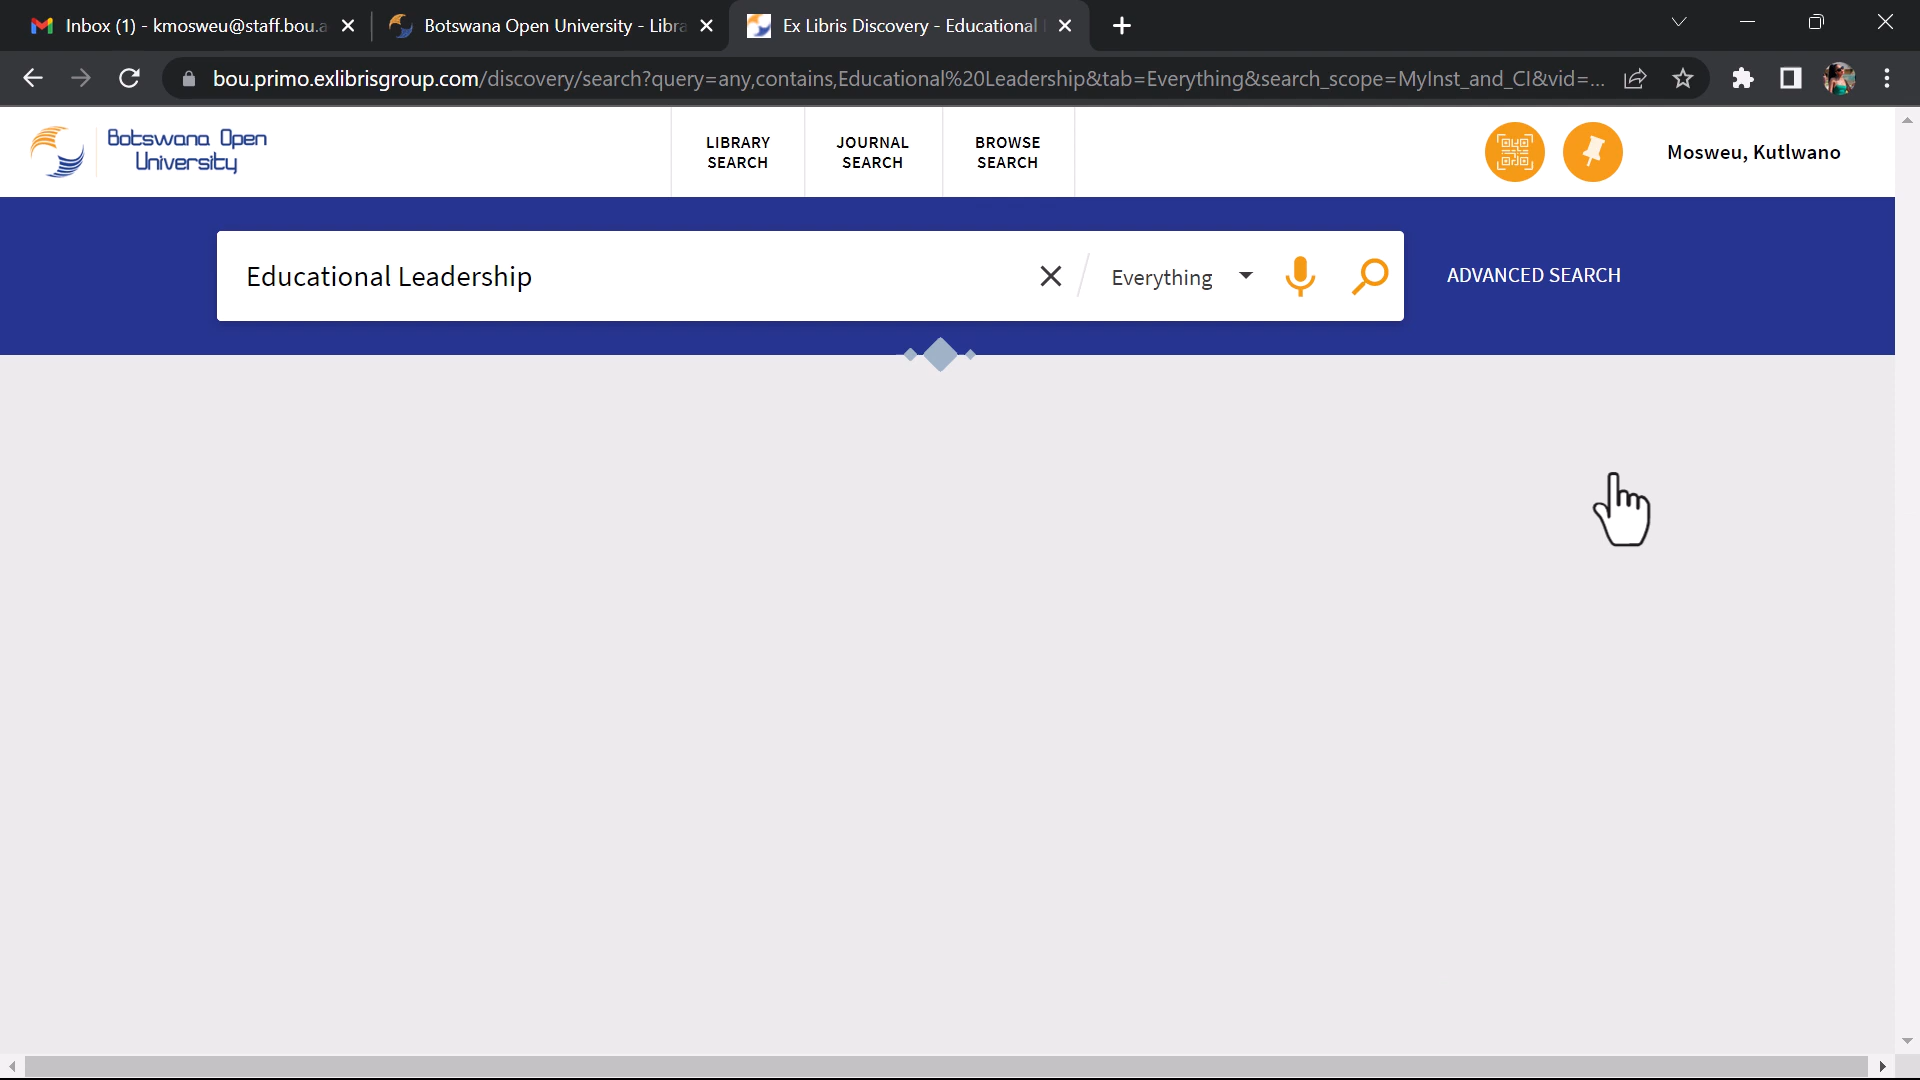 Inbox (1) - kmosweu@staff.bou.a
Botswana Open University - Libra
Ex Libris Discovery - Educational
bou.primo.exlibrisgroup.com/discovery/search?query=any,contains,Educational%20Leadership&tab=Everything&search_scope=MyInst_and_CI&vid=...
Botswana Open
University
LIBRARY
SEARCH
JOURNAL
SEARCH
BROWSE
SEARCH
Mosweu, Kutlwano
Educational Leadership
Everything
ADVANCED SEARCH